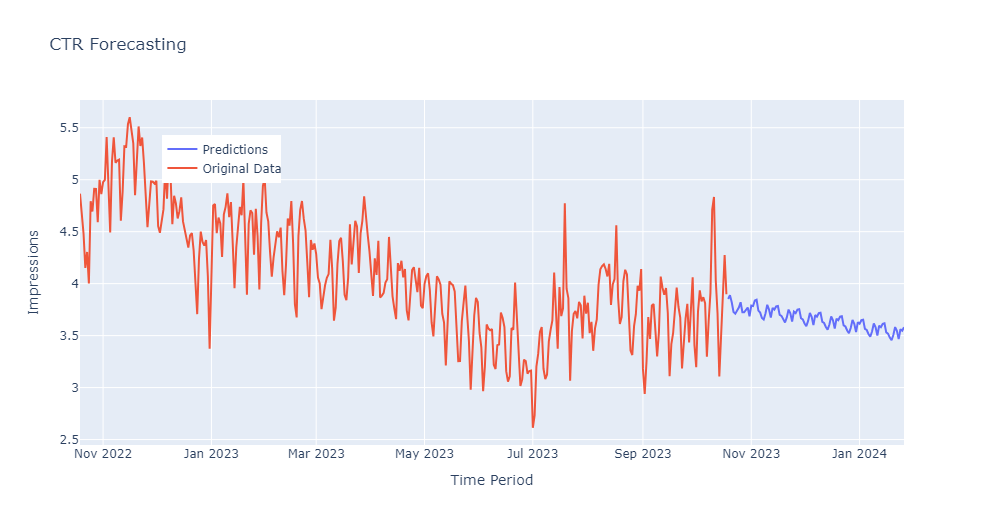 CTR Forecasting
Predictions
Original Data
5.5
5
4.5
4
3.5
3
2.5
Impressions
Nov 2022
Jan 2023
Mar 2023
May 2023
Jul 2023
Sep 2023
Nov 2023
Jan 2024
Time Period